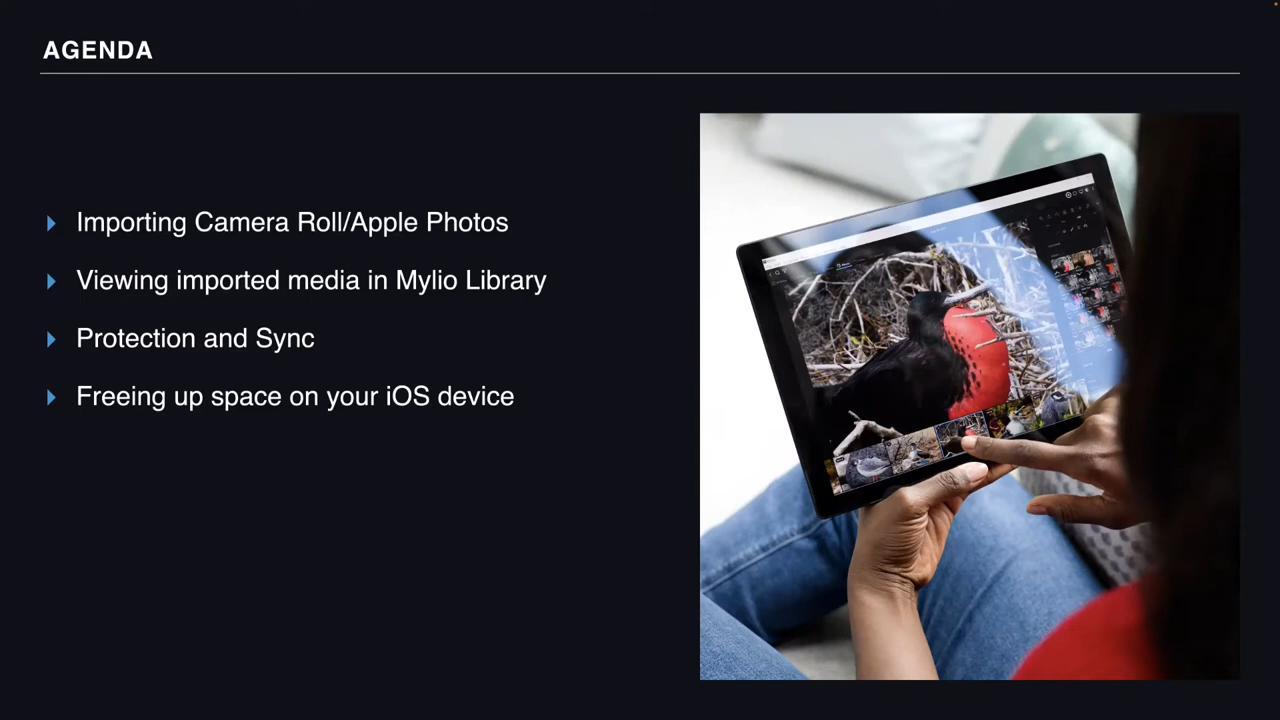 AGENDA
Importing Camera Roll/Apple Photos
Viewing imported media in Mylio Library
Protection and Sync
Freeing up space on your iOS device